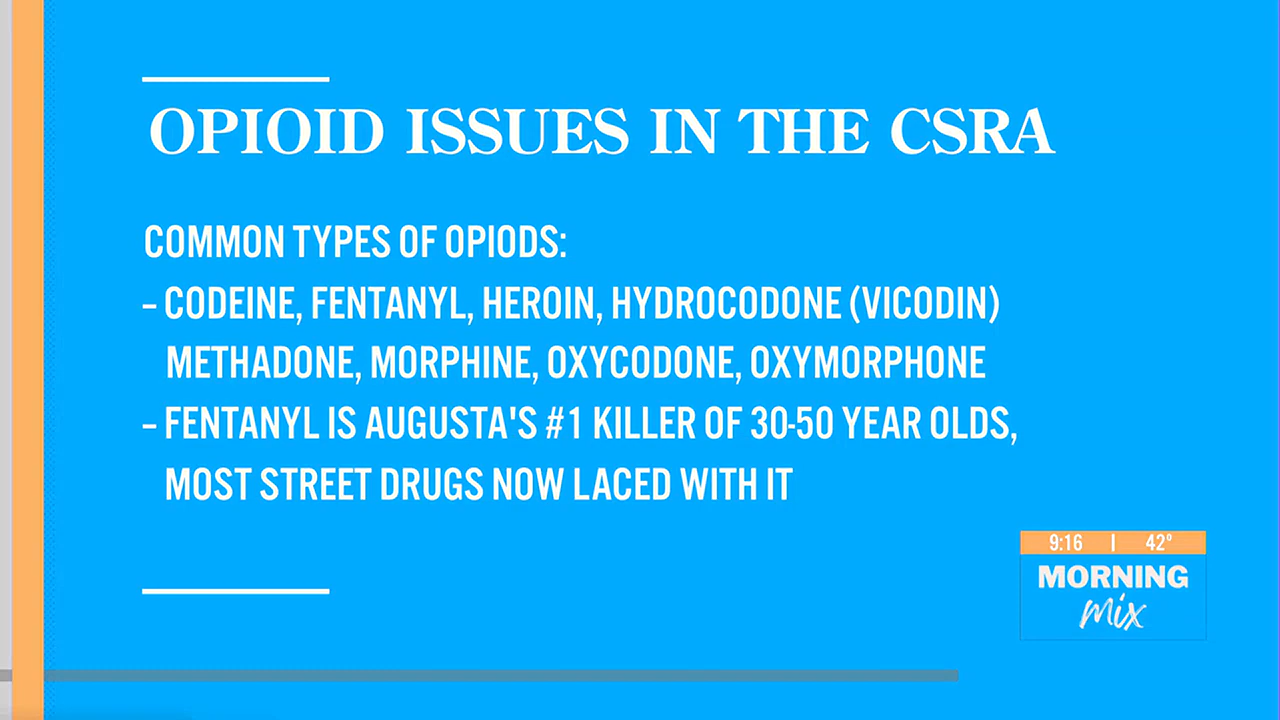 OPIOID ISSUES IN THE CSRA
COMMON TYPES OF OPIODS:
– CODEINE, FENTANYL, HEROIN, HYDROCODONE (VICODIN)
METHADONE, MORPHINE, OXYCODONE, OXYMORPHONE
– FENTANYL IS AUGUSTA'S #1 KILLER OF 30-50 YEAR OLDS,
MOST STREET DRUGS NOW LACED WITH IT
9:16 | 42°
MORNING
mix